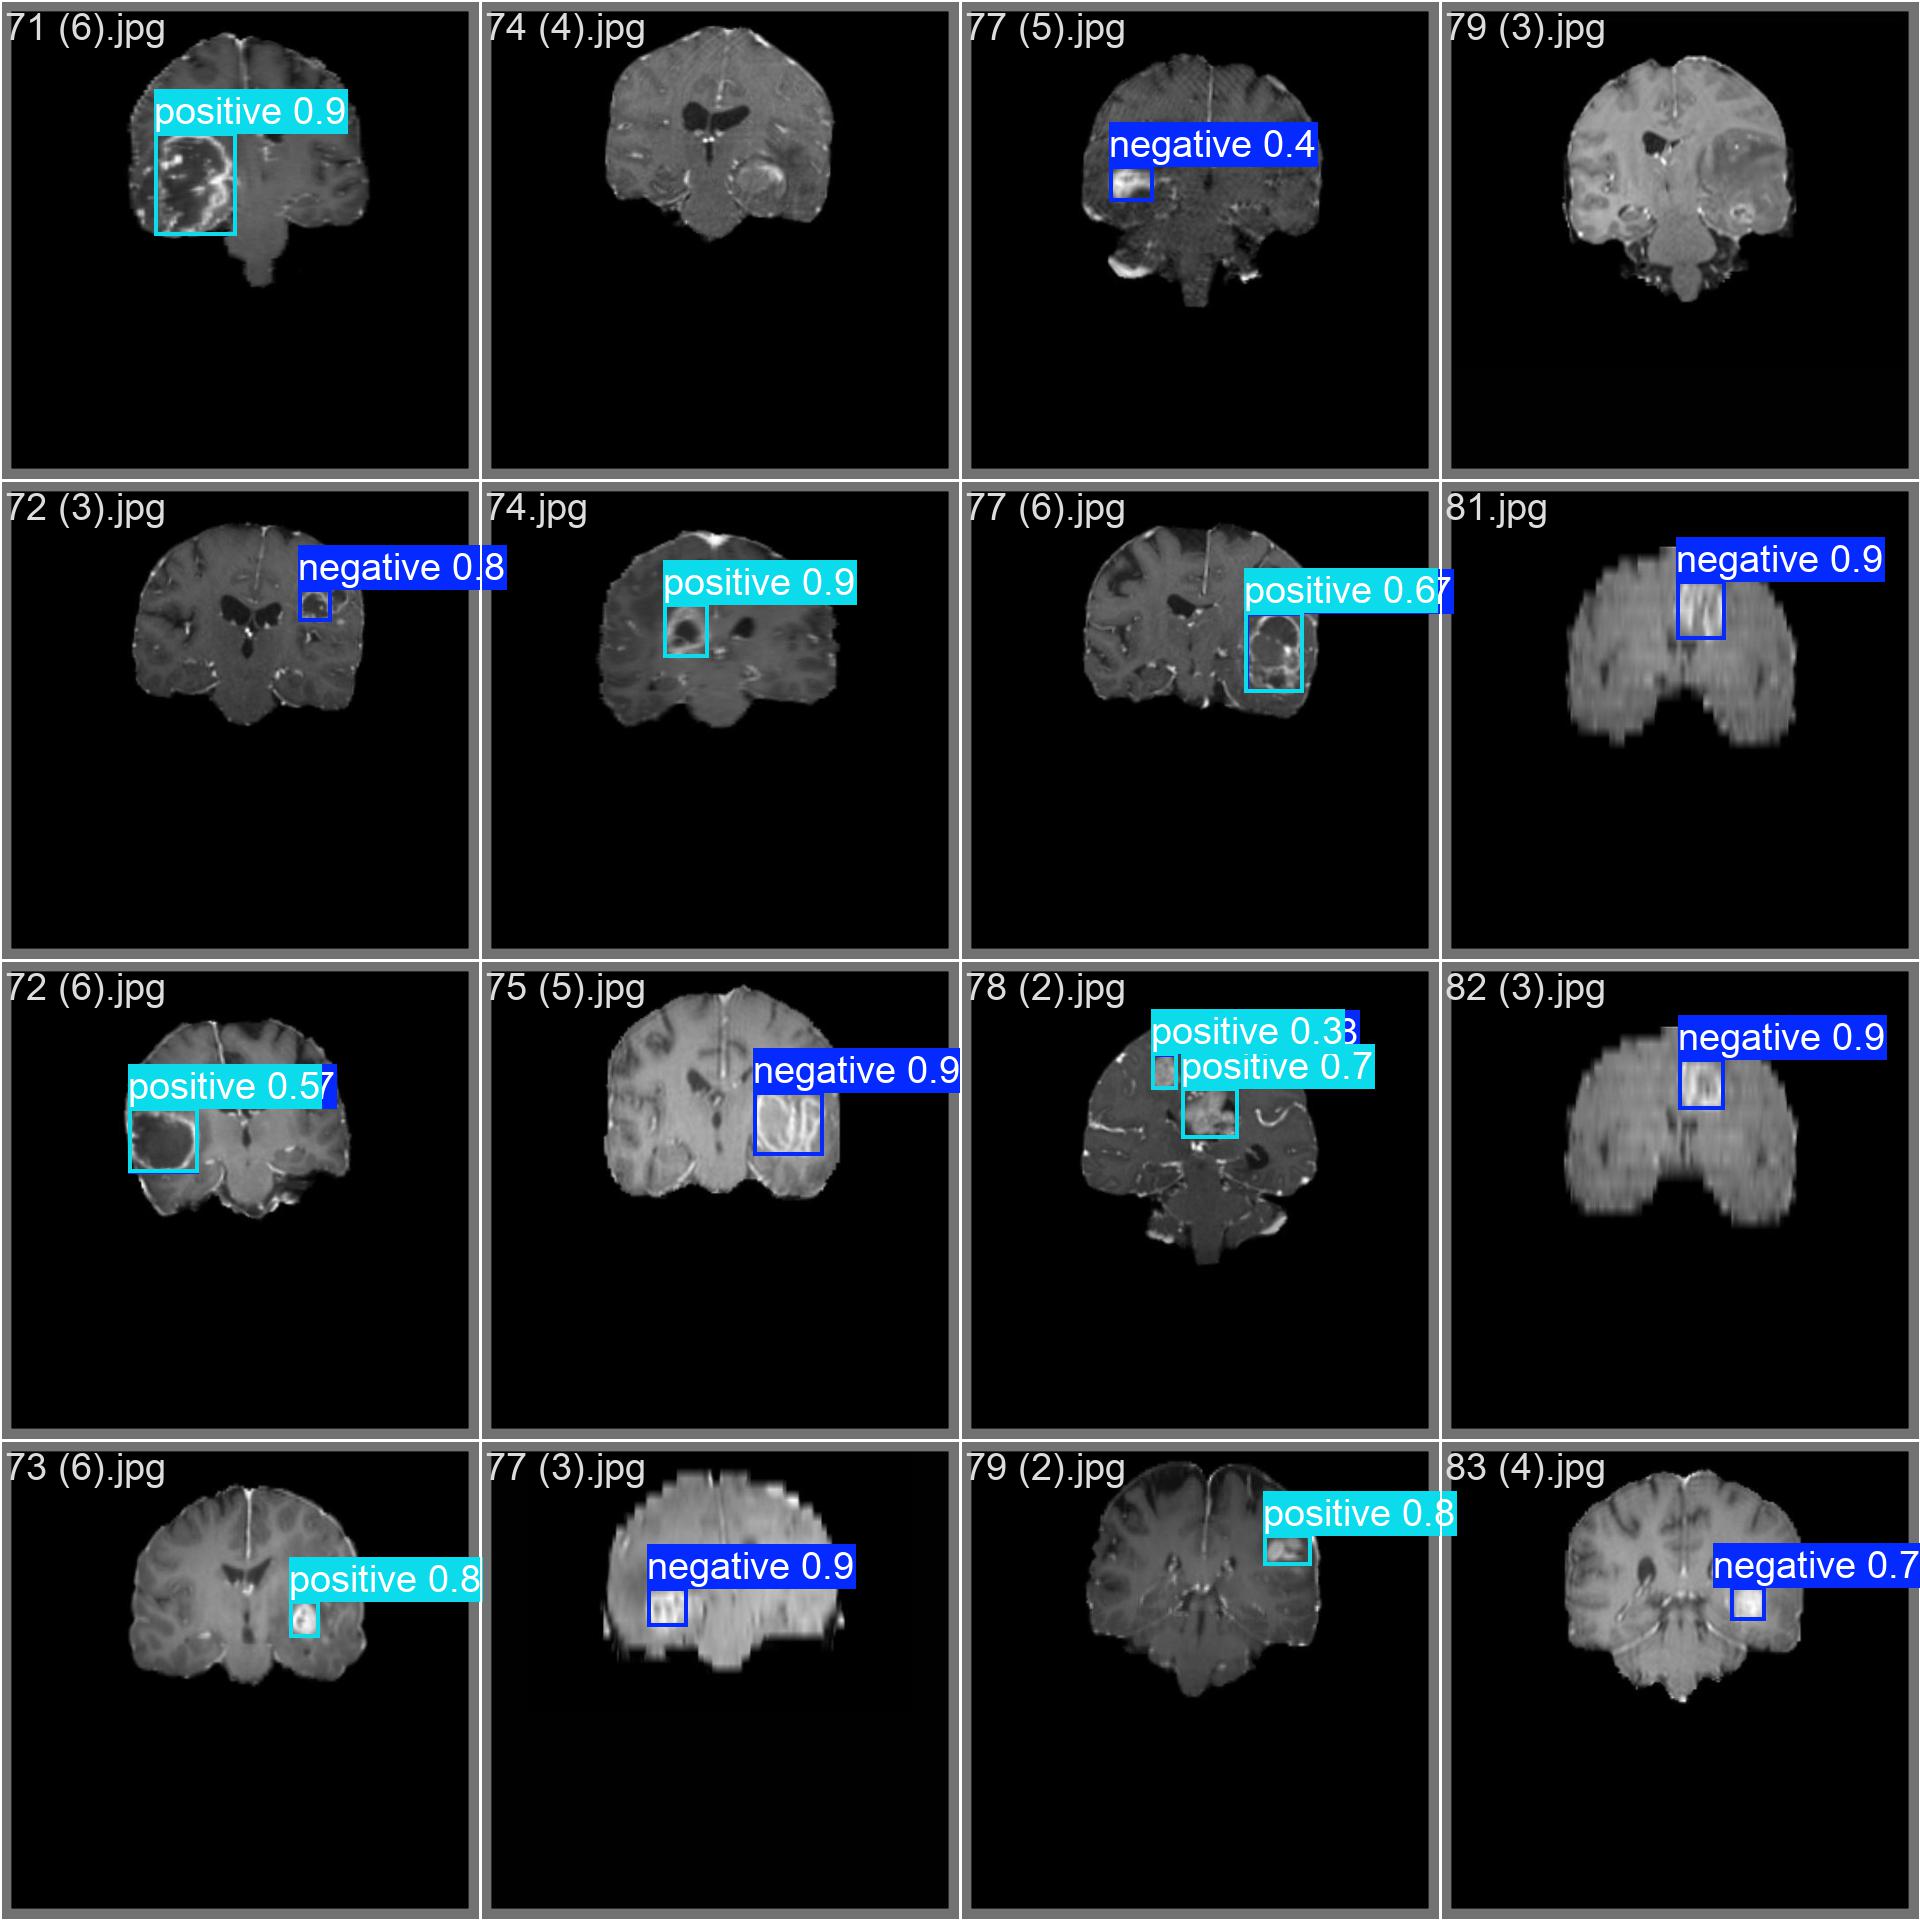 71 (6).jpg
positive 0.9
74 (4).jpg
77 (5).jpg
negative 0.4
79 (3).jpg
72 (3).jpg
negative 0.8
74.jpg
positive 0.9
77 (6).jpg
positive 0.67
81.jpg
negative 0.9
72 (6).jpg
positive 0.57
75 (5).jpg
negative 0.9
78 (2).jpg
positive 0.33
positive 0.7
82 (3).jpg
negative 0.9
73 (6).jpg
positive 0.8
77 (3).jpg
negative 0.9
79 (2).jpg
positive 0.8
83 (4).jpg
negative 0.7